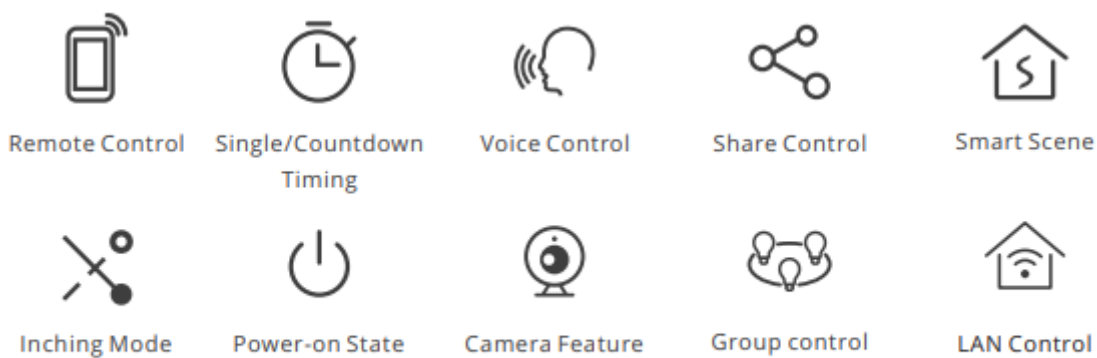 Remote Control
Single/Countdown
Timing
Voice Control
Share Control
Smart Scene
Inching Mode
Power-on State
Camera Feature
Group control
LAN Control